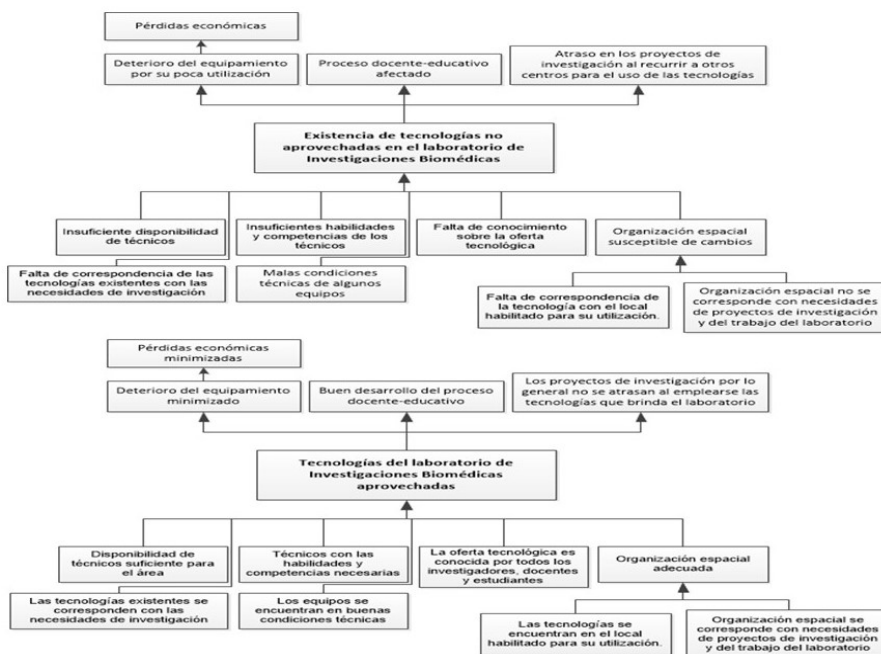 Pérdidas económicas
Deterioro del equipamiento
por su poca utilización
Proceso docente-educativo
afectado
Atraso en los proyectos de
investigación al recurrir a otros
centros para el uso de las tecnologías
Existencia de tecnologías no
aprovechadas en el laboratorio de
Investigaciones Biomédicas
Insuficiente disponibilidad
de técnicos
Insuficientes habilidades
y competencias de los
técnicos
Falta de conocimiento
sobre la oferta
tecnológica
Organización espacial
susceptible de cambios
Falta de correspondencia de las
tecnologías existentes con las
necesidades de investigación
Malas condiciones
técnicas de algunos
equipos
Falta de correspondencia de
la tecnología con el local
habilitado para su utilización.
Organización espacial no se
corresponde con necesidades
de proyectos de investigación
y del trabajo del laboratorio
Pérdidas económicas
minimizadas
Deterioro del equipamiento
minimizado
Buen desarrollo del proceso
docente-educativo
Los proyectos de investigación por lo
general no se atrasan al emplearse las
tecnologías que brinda el laboratorio
Tecnologías del laboratorio de
Investigaciones Biomédicas
aprovechadas
Disponibilidad de
técnicos suficiente para
el área
Técnicos con las
habilidades y
competencias necesarias
La oferta tecnológica es
conocida por todos los
investigadores, docentes
y estudiantes
Organización espacial
adecuada
Las tecnologías existentes se
corresponden con las
necesidades de investigación
Los equipos se
encuentran en buenas
condiciones técnicas
Las tecnologías se
encuentran en el local
habilitado para su utilización.
Organización espacial se
corresponde con necesidades
de proyectos de investigación
y del trabajo del laboratorio